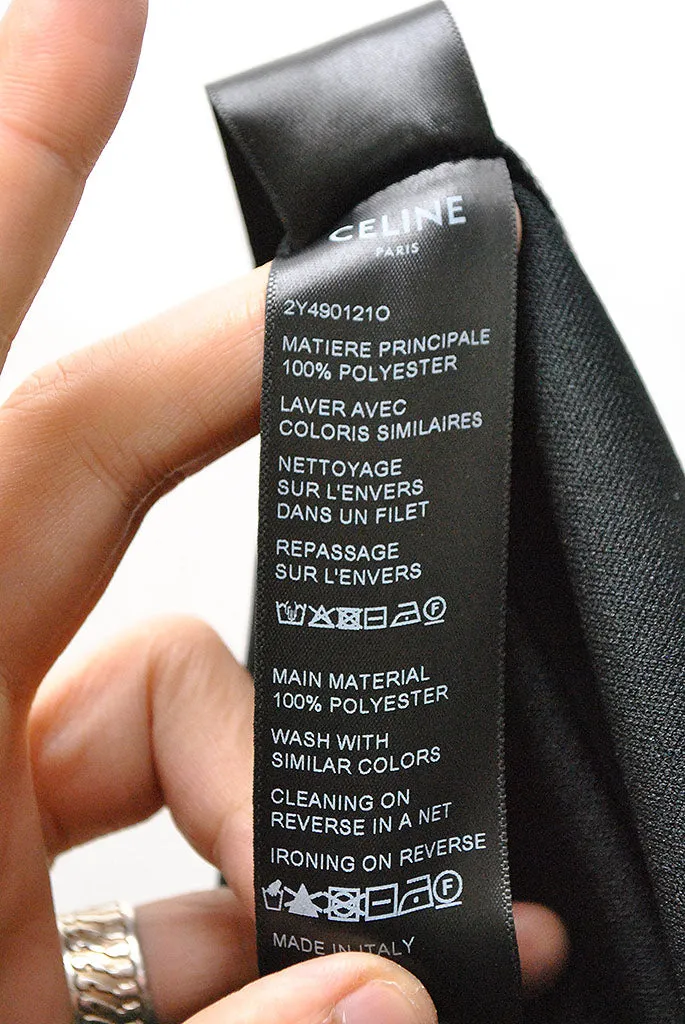 CELINE
PARIS
2Y490121O
MATIERE PRINCIPALE
100% POLYESTER
LAVER AVEC
COLORIS SIMILAIRES
NETTOYAGE
SUR L'ENVERS
DANS UN FILET
REPASSAGE
SUR L'ENVERS
F
MAIN MATERIAL
100% POLYESTER
WASH WITH
SIMILAR COLORS
CLEANING ON
REVERSE IN A NET
IRONING ON REVERSE
F
MADE IN ITALY